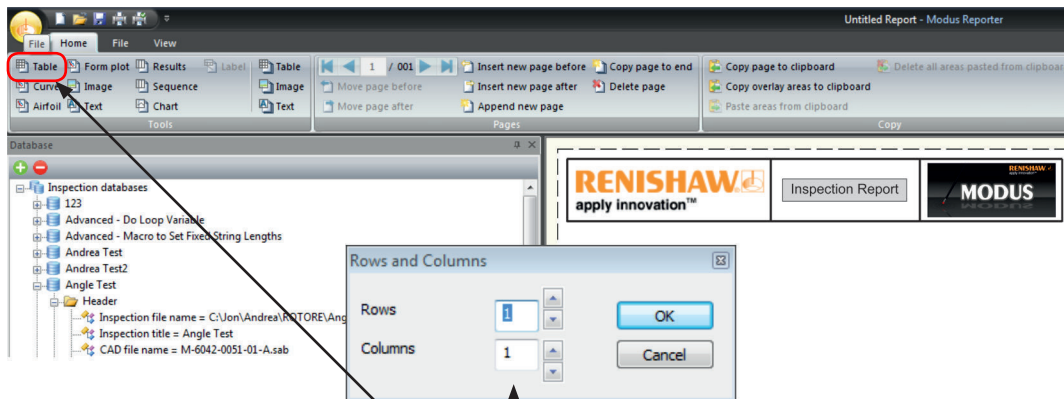 Untitled Report - Modus Reporter
File Home File View
Table Form plot Results Label Table 1 / 001 Insert new page before Copy page to end Copy page to clipboard Delete all areas pasted from clipboar
Curve Image Sequence Image Move page before Insert new page after Delete page Copy overlay areas to clipboard
Airfoil Text Chart Text Move page after Append new page Paste areas from clipboard
Tools Pages Copy
Database
Inspection databases
123
Advanced - Do Loop Variable
Advanced - Macro to Set Fixed String Lengths
Andrea Test
Andrea Test2
Angle Test
Header
Inspection file name = C:\Jon\Andrea\ROTORE\Ang
Inspection title = Angle Test
CAD file name = M-6042-0051-01-A.sab
RENISHAW
apply innovation™
Inspection Report
RENISHAW
MODUS
Rows and Columns
Rows 1 OK
Columns 1 Cancel